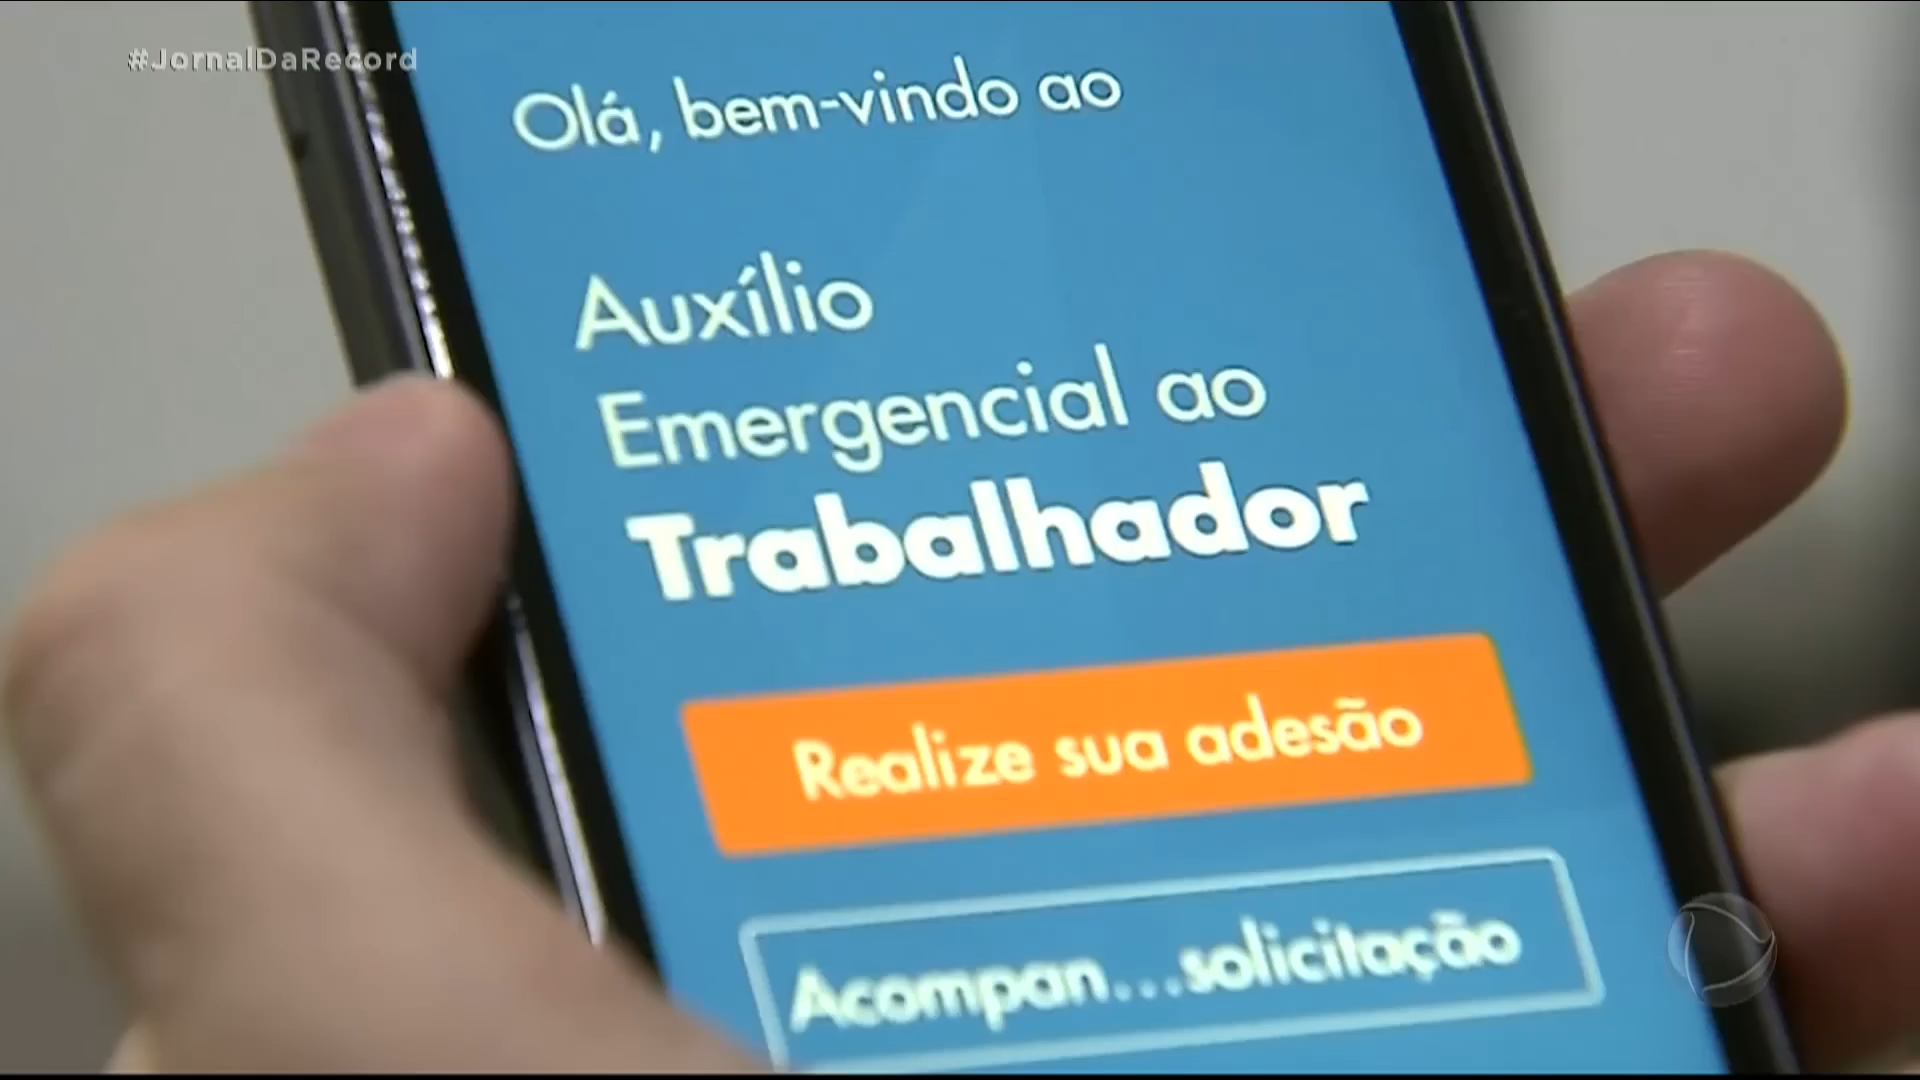 #JornalDaRecord
Olá, bem-vindo ao
Auxílio
Emergencial ao
Trabalhador
Realize sua adesão
Acompan...solicitação